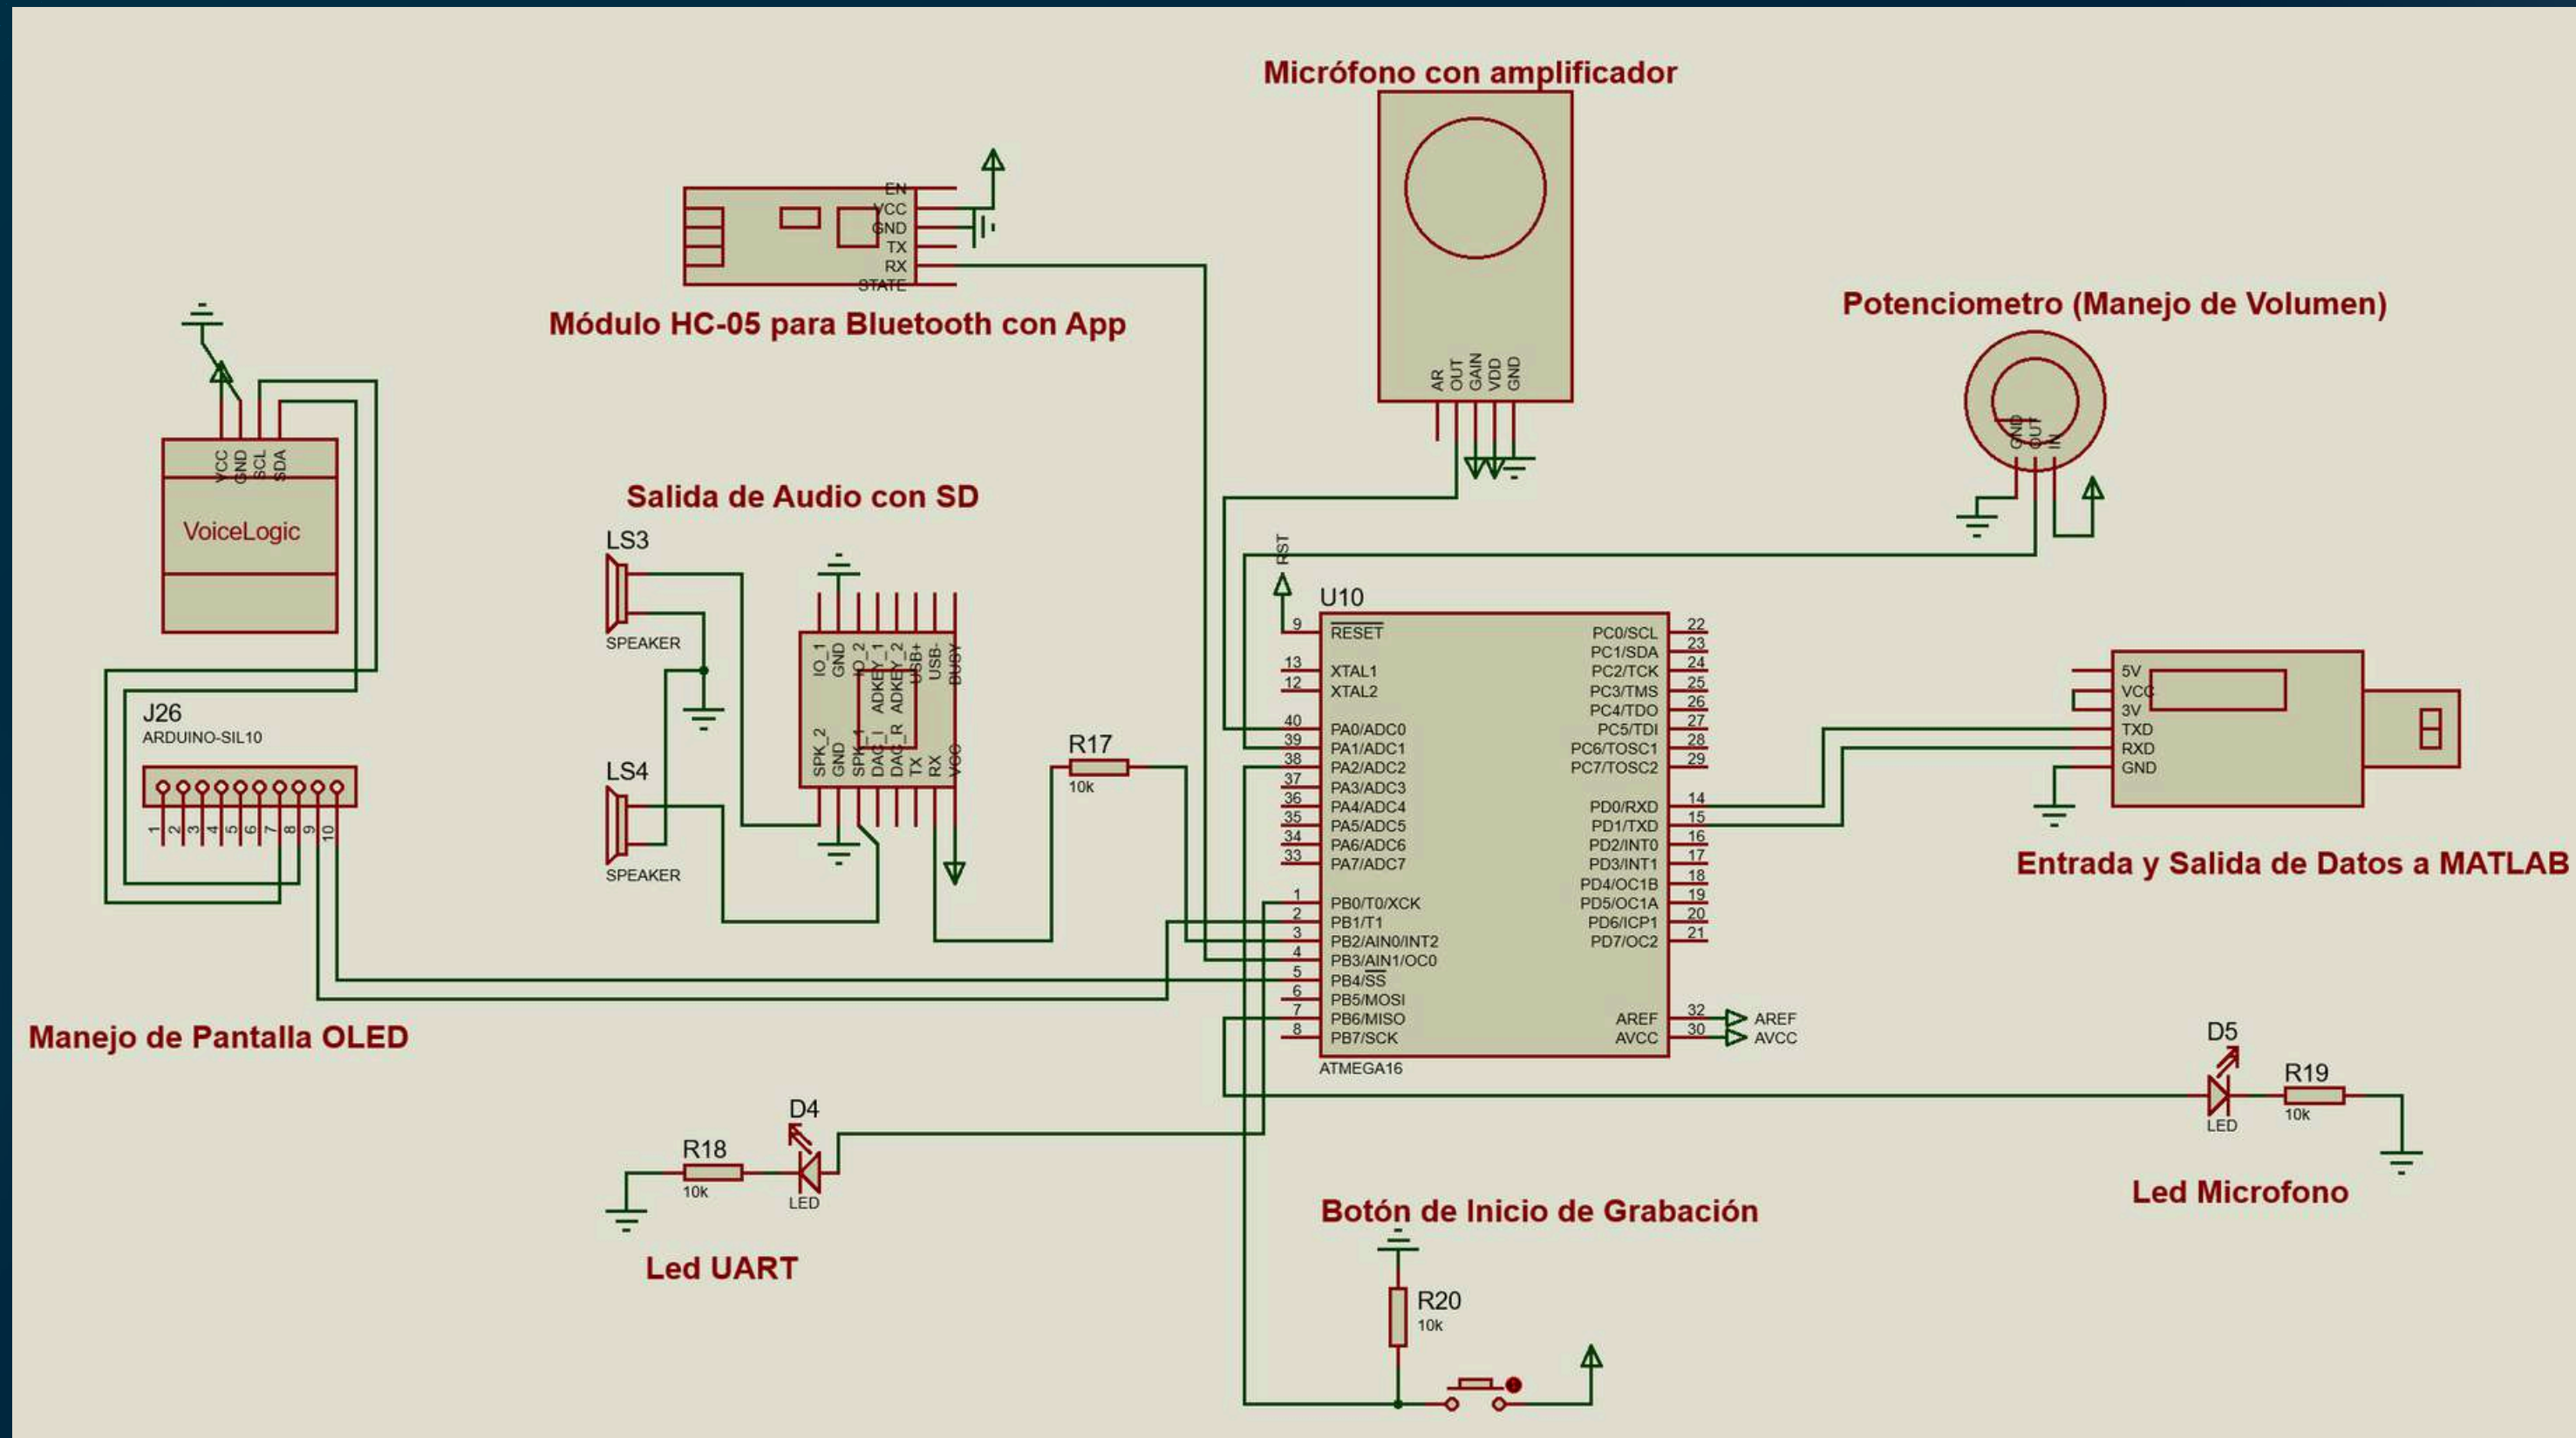 Micrófono con amplificador
AR
OUT
GAIN
VDD
GND
EN
VCC
GND
TX
RX
STATE
Módulo HC-05 para Bluetooth con App
Potenciometro (Manejo de Volumen)
GND
OUT
IN
VCC
GND
SCL
SDA
VoiceLogic
Salida de Audio con SD
LS3
SPEAKER
LS4
SPEAKER
IO_1
GND
IO_2
ADKEY_1
ADKEY_2
USB+
USB-
BUSY
SPK_2
GND
SPK_1
DAC_I
DAC_R
TX
RX
VCC
R17
10k
J26
ARDUINO-SIL10
1
2
3
4
5
6
7
8
9
10
Manejo de Pantalla OLED
RST
U10
9 RESET
13 XTAL1
12 XTAL2
40 PA0/ADC0
39 PA1/ADC1
38 PA2/ADC2
37 PA3/ADC3
36 PA4/ADC4
35 PA5/ADC5
34 PA6/ADC6
33 PA7/ADC7
1 PB0/T0/XCK
2 PB1/T1
3 PB2/AIN0/INT2
4 PB3/AIN1/OC0
5 PB4/SS
6 PB5/MOSI
7 PB6/MISO
8 PB7/SCK
PC0/SCL 22
PC1/SDA 23
PC2/TCK 24
PC3/TMS 25
PC4/TDO 26
PC5/TDI 27
PC6/TOSC1 28
PC7/TOSC2 29
PD0/RXD 14
PD1/TXD 15
PD2/INT0 16
PD3/INT1 17
PD4/OC1B 18
PD5/OC1A 19
PD6/ICP1 20
PD7/OC2 21
AREF 32 AREF
AVCC 30 AVCC
ATMEGA16
5V
VCC
3V
TXD
RXD
GND
Entrada y Salida de Datos a MATLAB
D5
LED
R19
10k
Led Microfono
D4
LED
R18
10k
Led UART
Botón de Inicio de Grabación
R20
10k